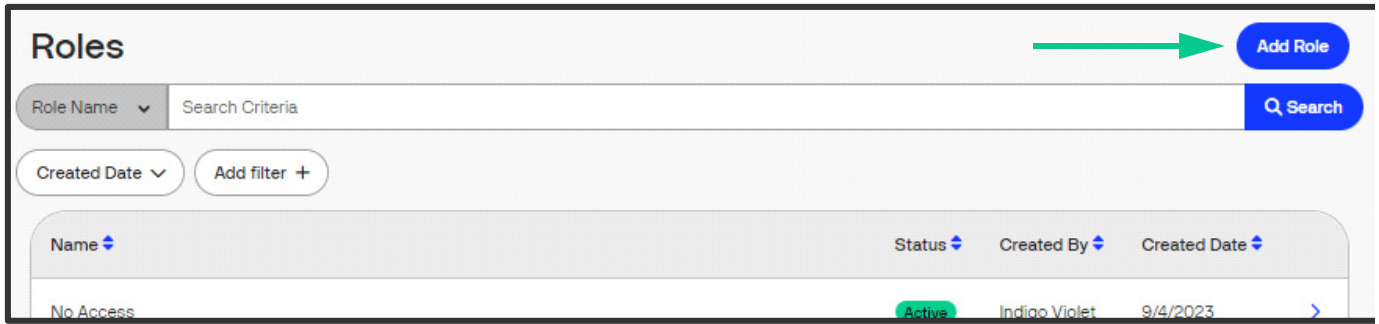 Roles
Add Role
Role Name Search Criteria Search
Created Date Add filter +
Name Status Created By Created Date
No Access Active Indigo Violet 9/4/2023